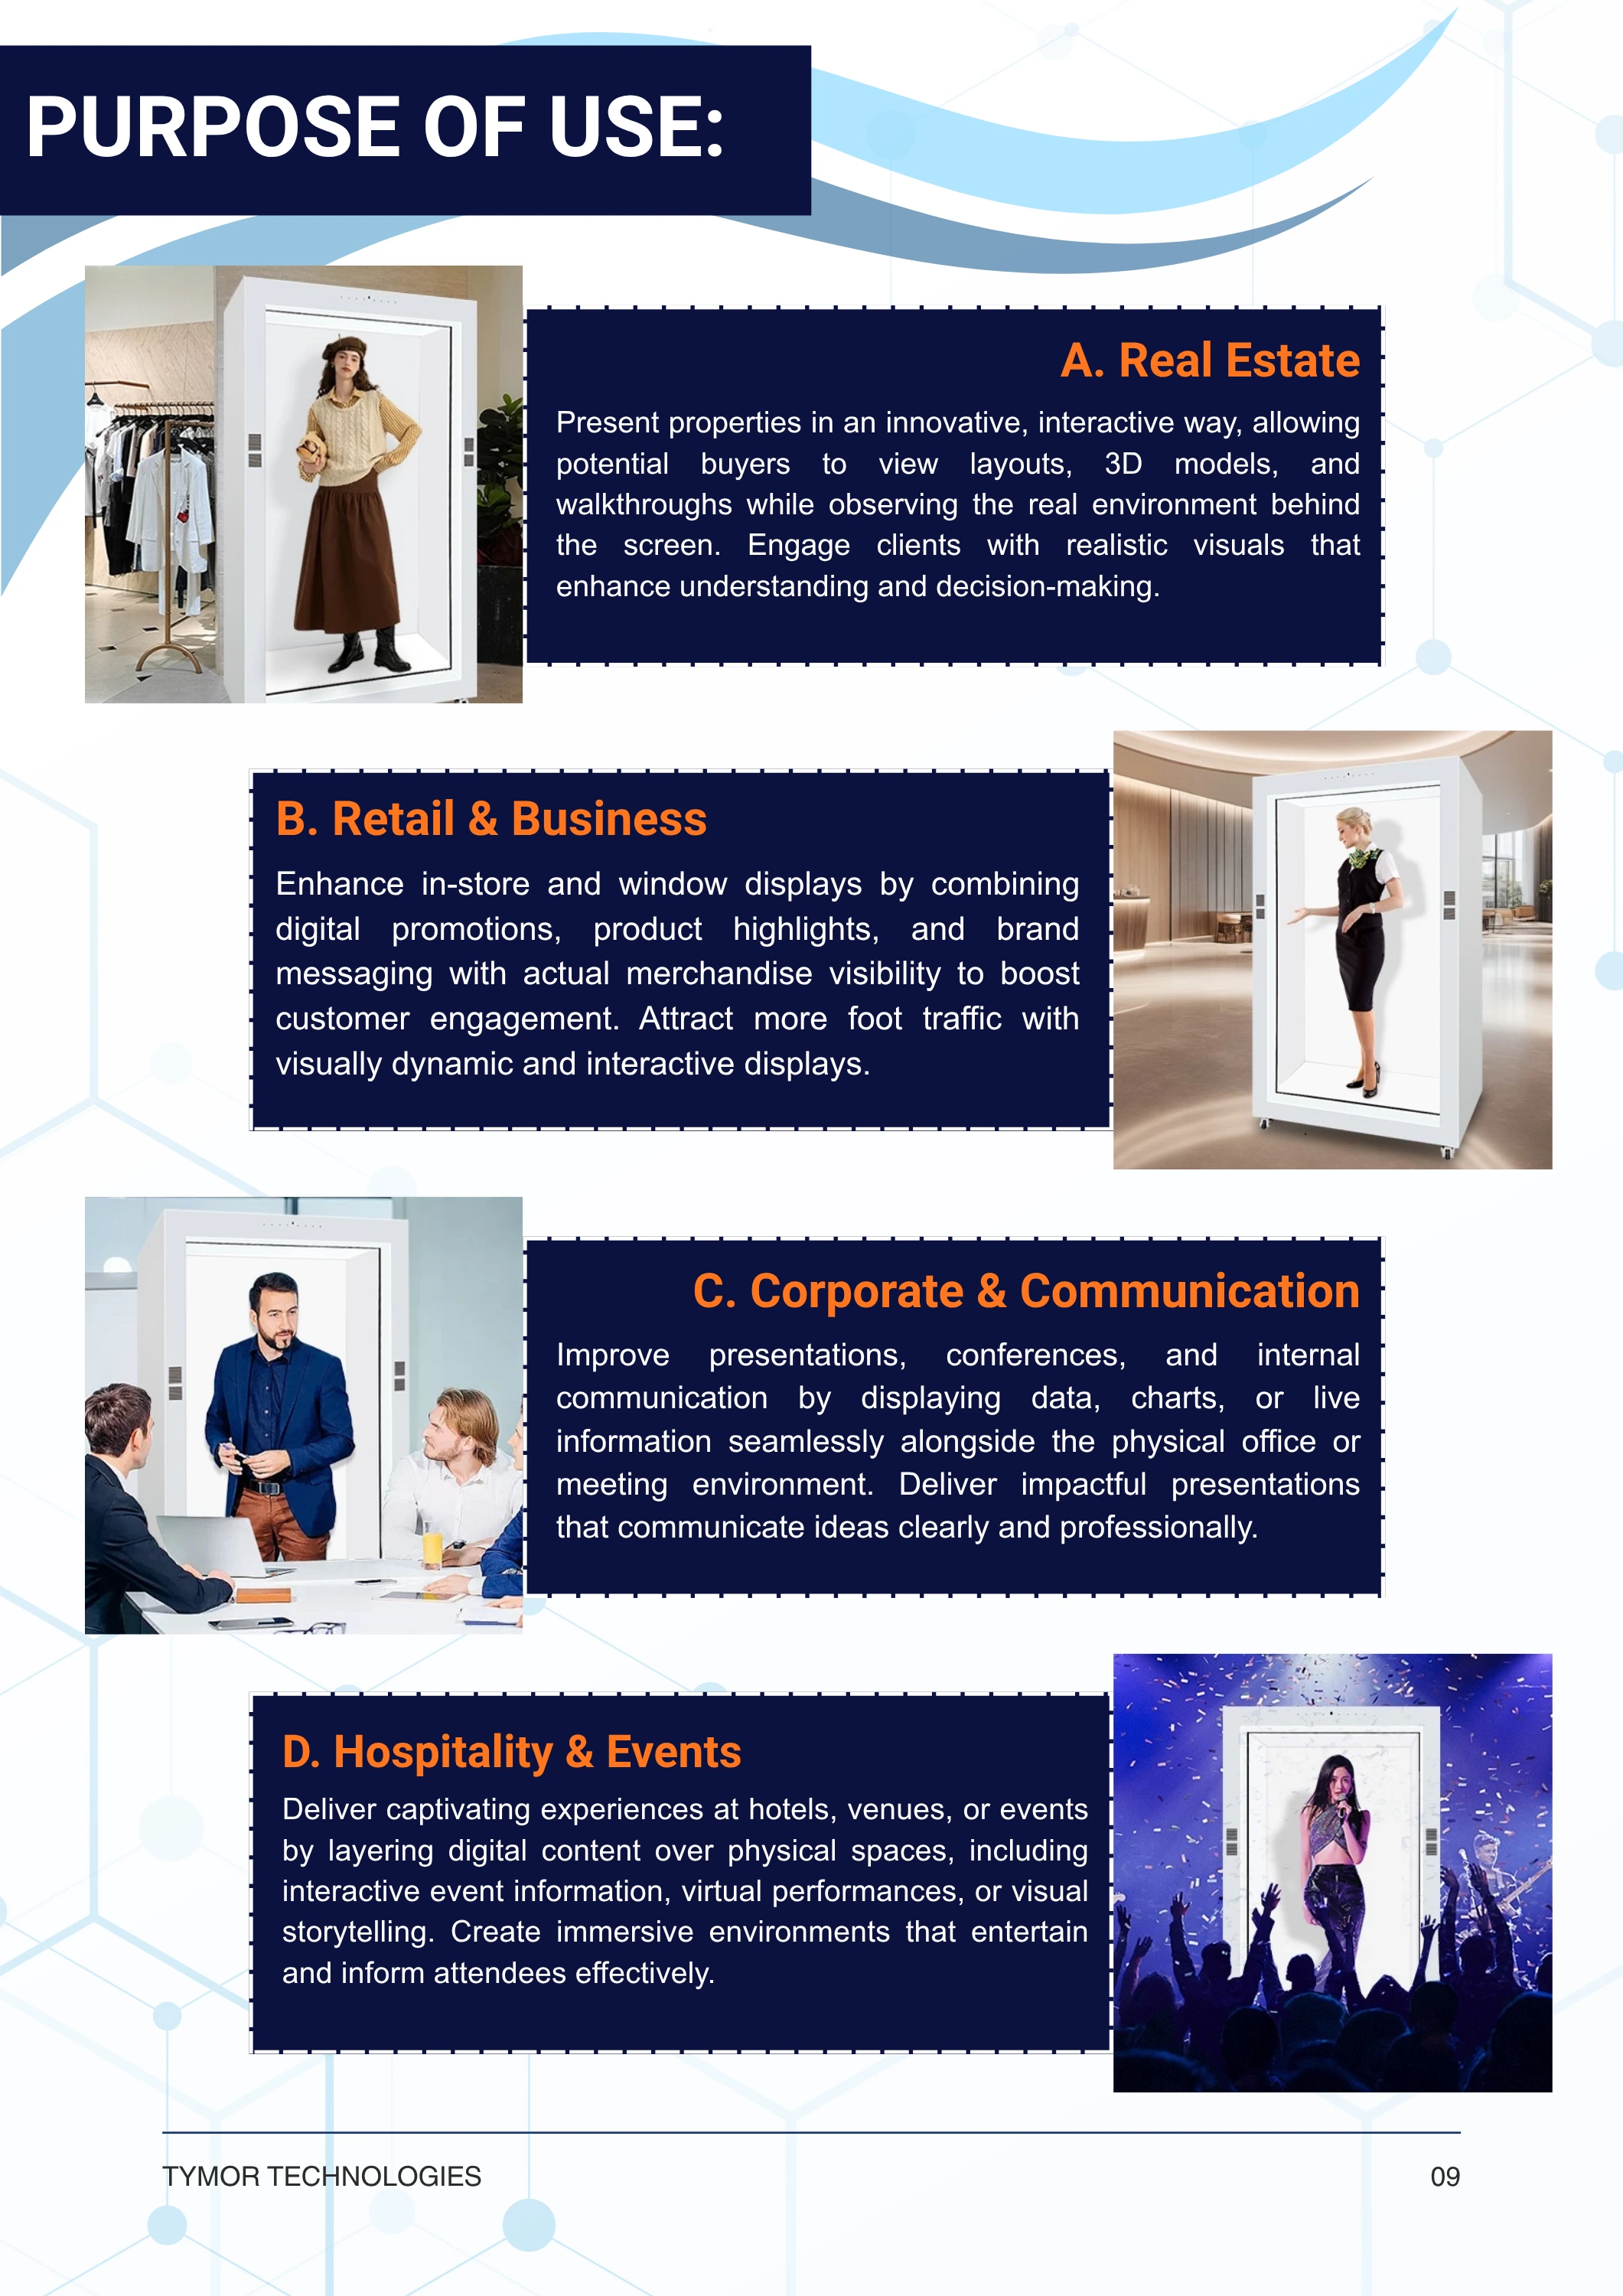 PURPOSE OF USE:
A. Real Estate
Present properties in an innovative, interactive way, allowing
potential buyers to view layouts, 3D models, and
walkthroughs while observing the real environment behind
the screen. Engage clients with realistic visuals that
enhance understanding and decision-making.
B. Retail & Business
Enhance in-store and window displays by combining
digital promotions, product highlights, and brand
messaging with actual merchandise visibility to boost
customer engagement. Attract more foot traffic with
visually dynamic and interactive displays.
C. Corporate & Communication
Improve presentations, conferences, and internal
communication by displaying data, charts, or live
information seamlessly alongside the physical office or
meeting environment. Deliver impactful presentations
that communicate ideas clearly and professionally.
D. Hospitality & Events
Deliver captivating experiences at hotels, venues, or events
by layering digital content over physical spaces, including
interactive event information, virtual performances, or visual
storytelling. Create immersive environments that entertain
and inform attendees effectively.
TYMOR TECHNOLOGIES
09